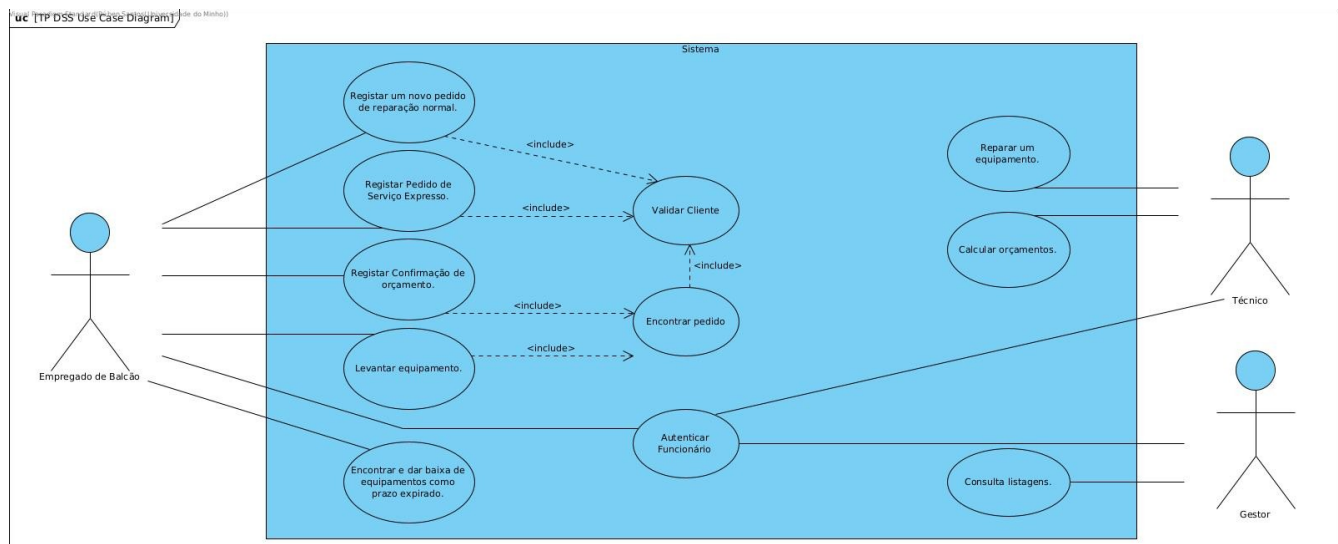 uc [TP DSS Use Case Diagram]
Sistema
Registar um novo pedido
de reparação normal.
<include>
Registar Pedido de
Serviço Expresso.
<include>
Validar Cliente
Registar Confirmação de
orçamento.
<include>
<include>
Encontrar pedido
Levantar equipamento.
<include>
Empregado de Balcão
Autenticar
Funcionário
Encontrar e dar baixa de
equipamentos como
prazo expirado.
Reparar um
equipamento.
Calcular orçamentos.
Técnico
Consulta listagens.
Gestor